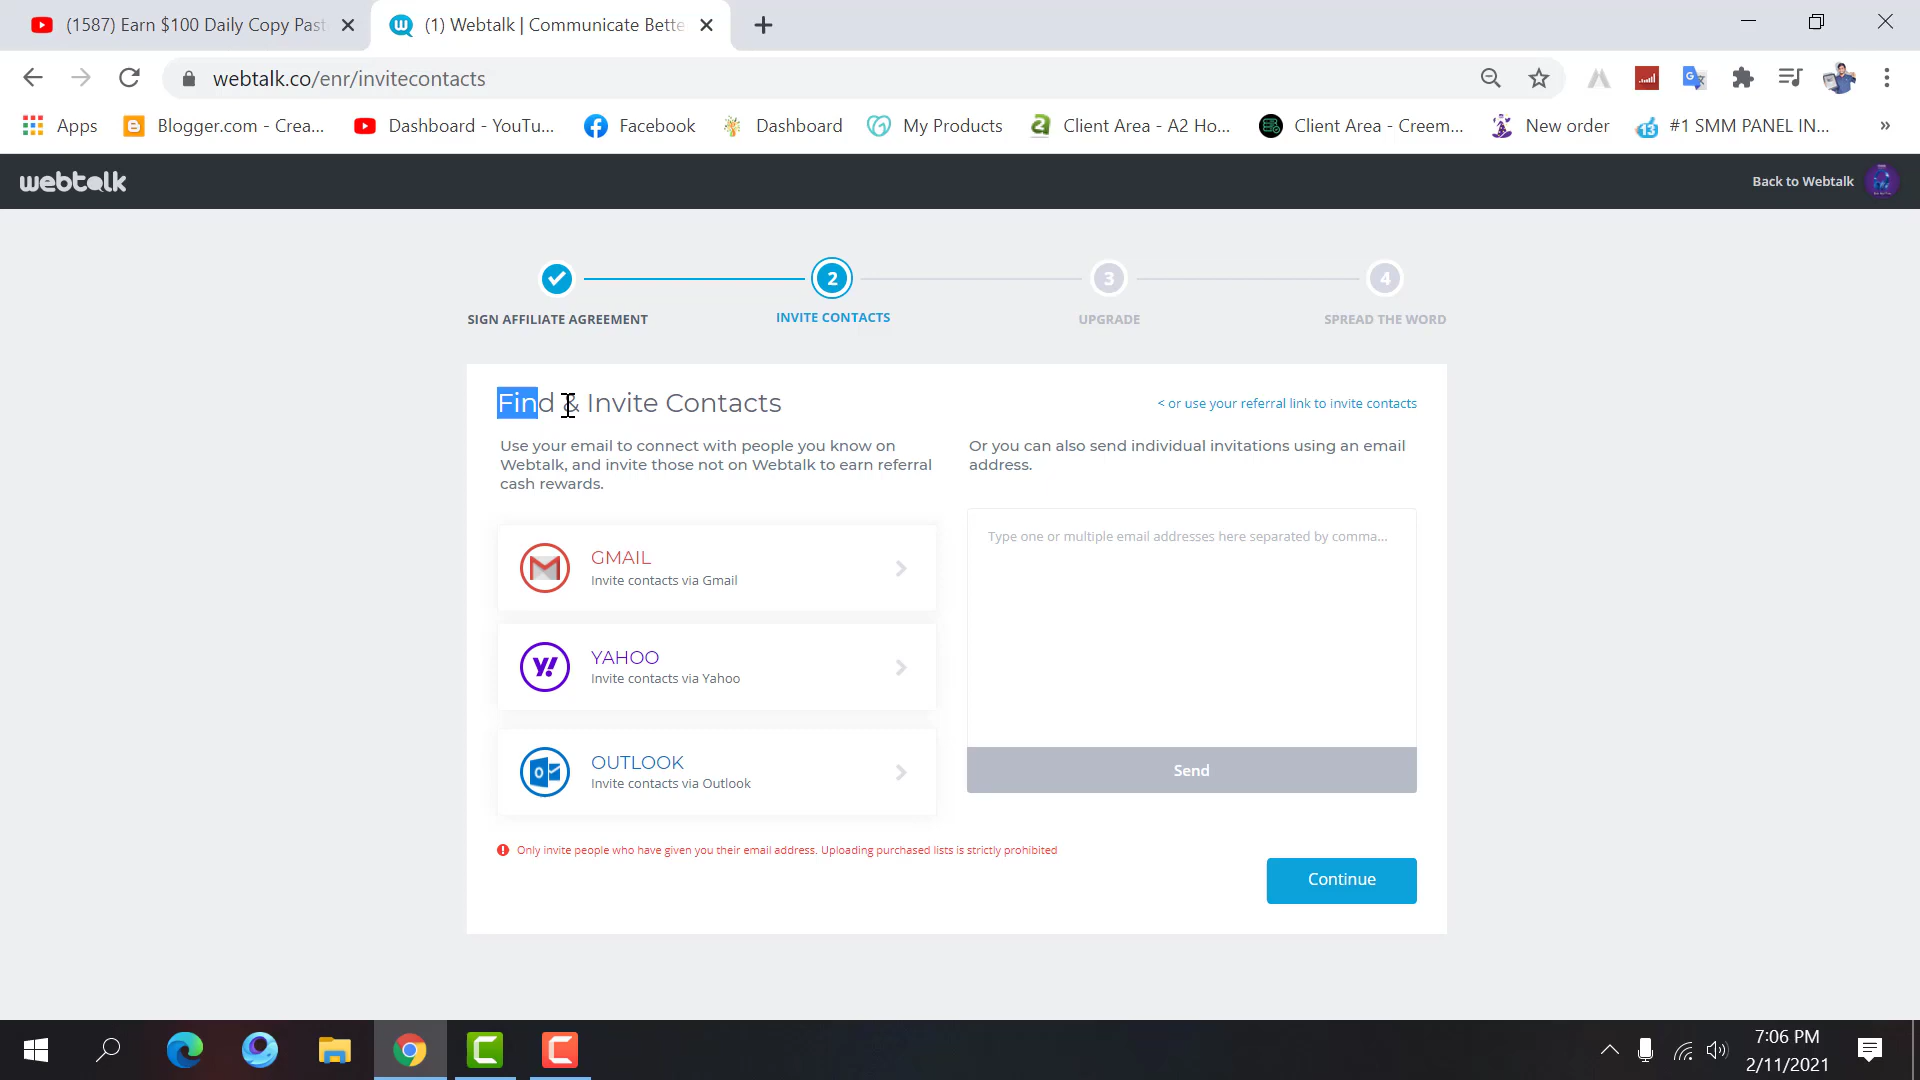 (1587) Earn $100 Daily Copy Past
(1) Webtalk | Communicate Bette
webtalk.co/enr/invitecontacts
Apps
Blogger.com - Crea...
Dashboard - YouTu...
Facebook
Dashboard
My Products
Client Area - A2 Ho...
Client Area - Creem...
New order
#1 SMM PANEL IN...
»
webtalk
Back to Webtalk
2
3
4
SIGN AFFILIATE AGREEMENT
INVITE CONTACTS
UPGRADE
SPREAD THE WORD
Find & Invite Contacts
< or use your referral link to invite contacts
Use your email to connect with people you know on
Webtalk, and invite those not on Webtalk to earn referral
cash rewards.
Or you can also send individual invitations using an email
address.
Type one or multiple email addresses here separated by comma...
GMAIL
Invite contacts via Gmail
YAHOO
Invite contacts via Yahoo
OUTLOOK
Invite contacts via Outlook
Send
Only invite people who have given you their email address. Uploading purchased lists is strictly prohibited
Continue
7:06 PM
2/11/2021